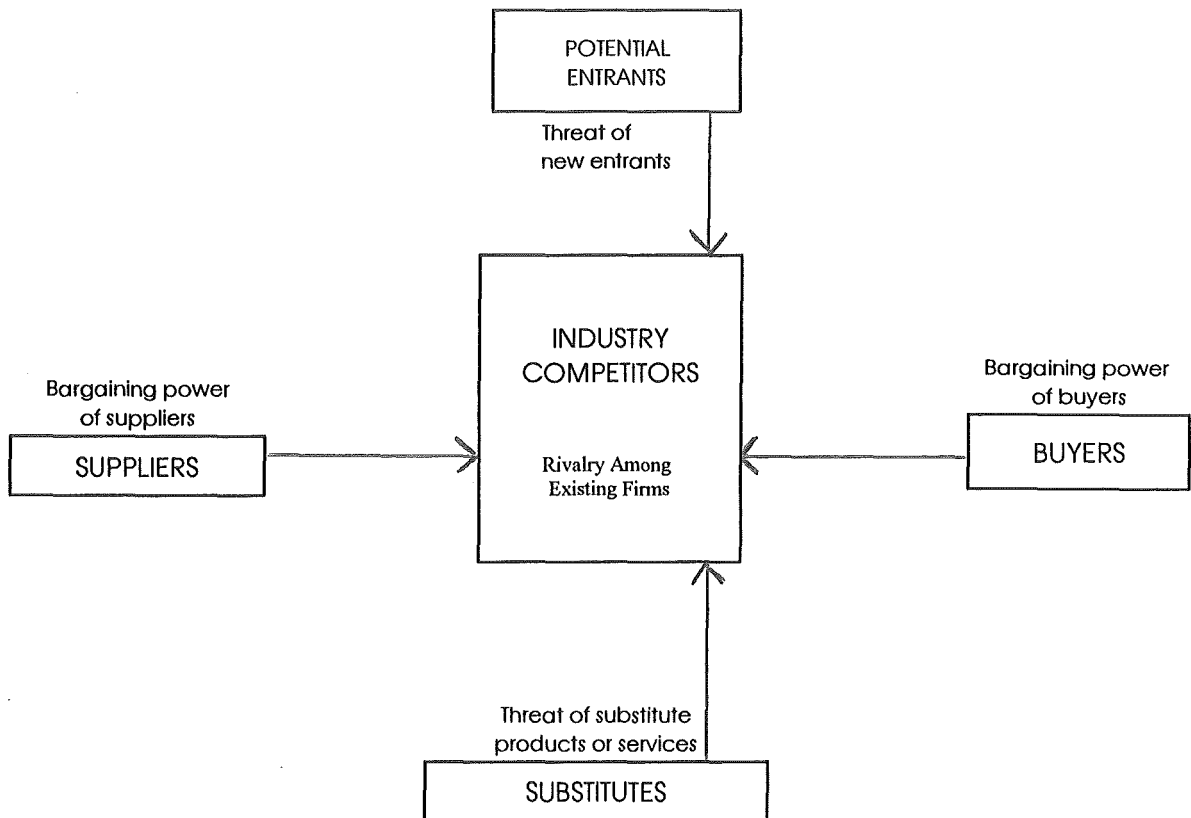 POTENTIAL
ENTRANTS
Threat of
new entrants
INDUSTRY
COMPETITORS
Rivalry Among
Existing Firms
Bargaining power
of suppliers
SUPPLIERS
Bargaining power
of buyers
BUYERS
Threat of substitute
products or services
SUBSTITUTES